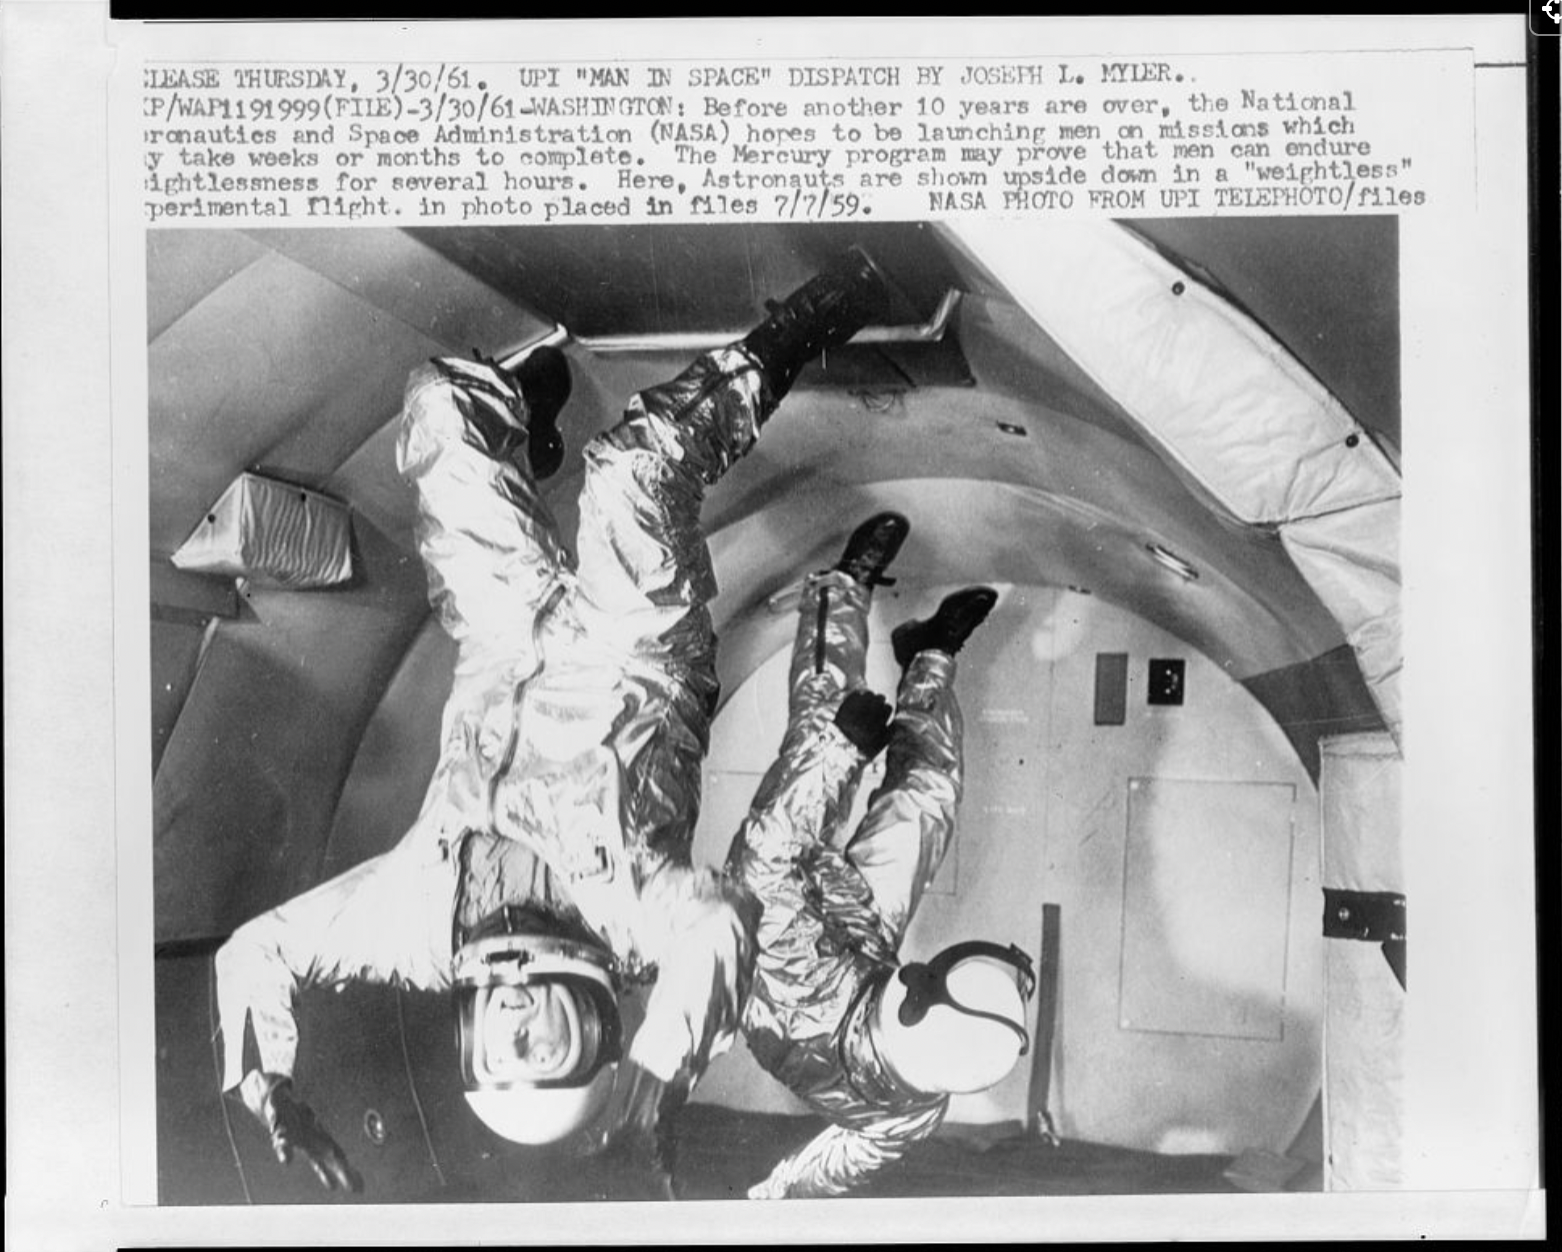 :LEASE THURSDAY, 3/30/61. UPI "MAN IN SPACE" DISPATCH BY JOSEPH L. MYLER..
:P/WAP1191999(FILE)-3/30/61-WASHINGTON: Before another 10 years are over, the National
ronautics and Space Administration (NASA) hopes to be launching men on missions which
y take weeks or months to complete. The Mercury program may prove that men can endure
ightlessness for several hours. Here, Astronauts are shown upside down in a "weightless"
perimental flight. in photo placed in files 7/7/59. NASA PHOTO FROM UPI TELEPHOTO/files